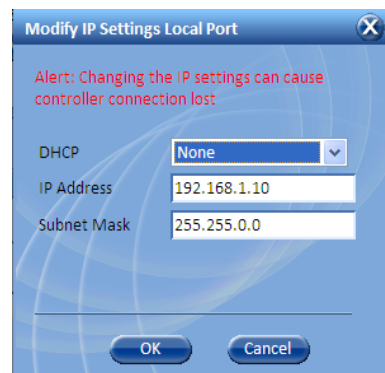 Modify IP Settings Local Port
Alert: Changing the IP settings can cause
controller connection lost
DHCP None
IP Address 192.168.1.10
Subnet Mask 255.255.0.0
OK Cancel